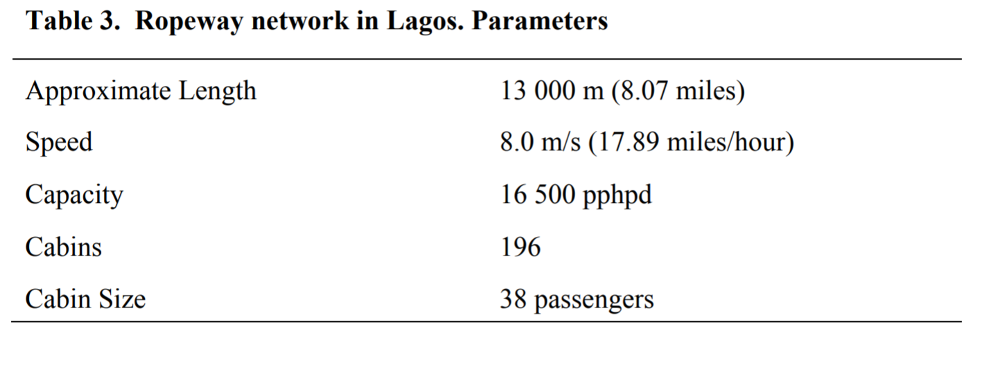 Table 3. Ropeway network in Lagos. Parameters
Approximate Length 13 000 m (8.07 miles)
Speed 8.0 m/s (17.89 miles/hour)
Capacity 16 500 pphpd
Cabins 196
Cabin Size 38 passengers